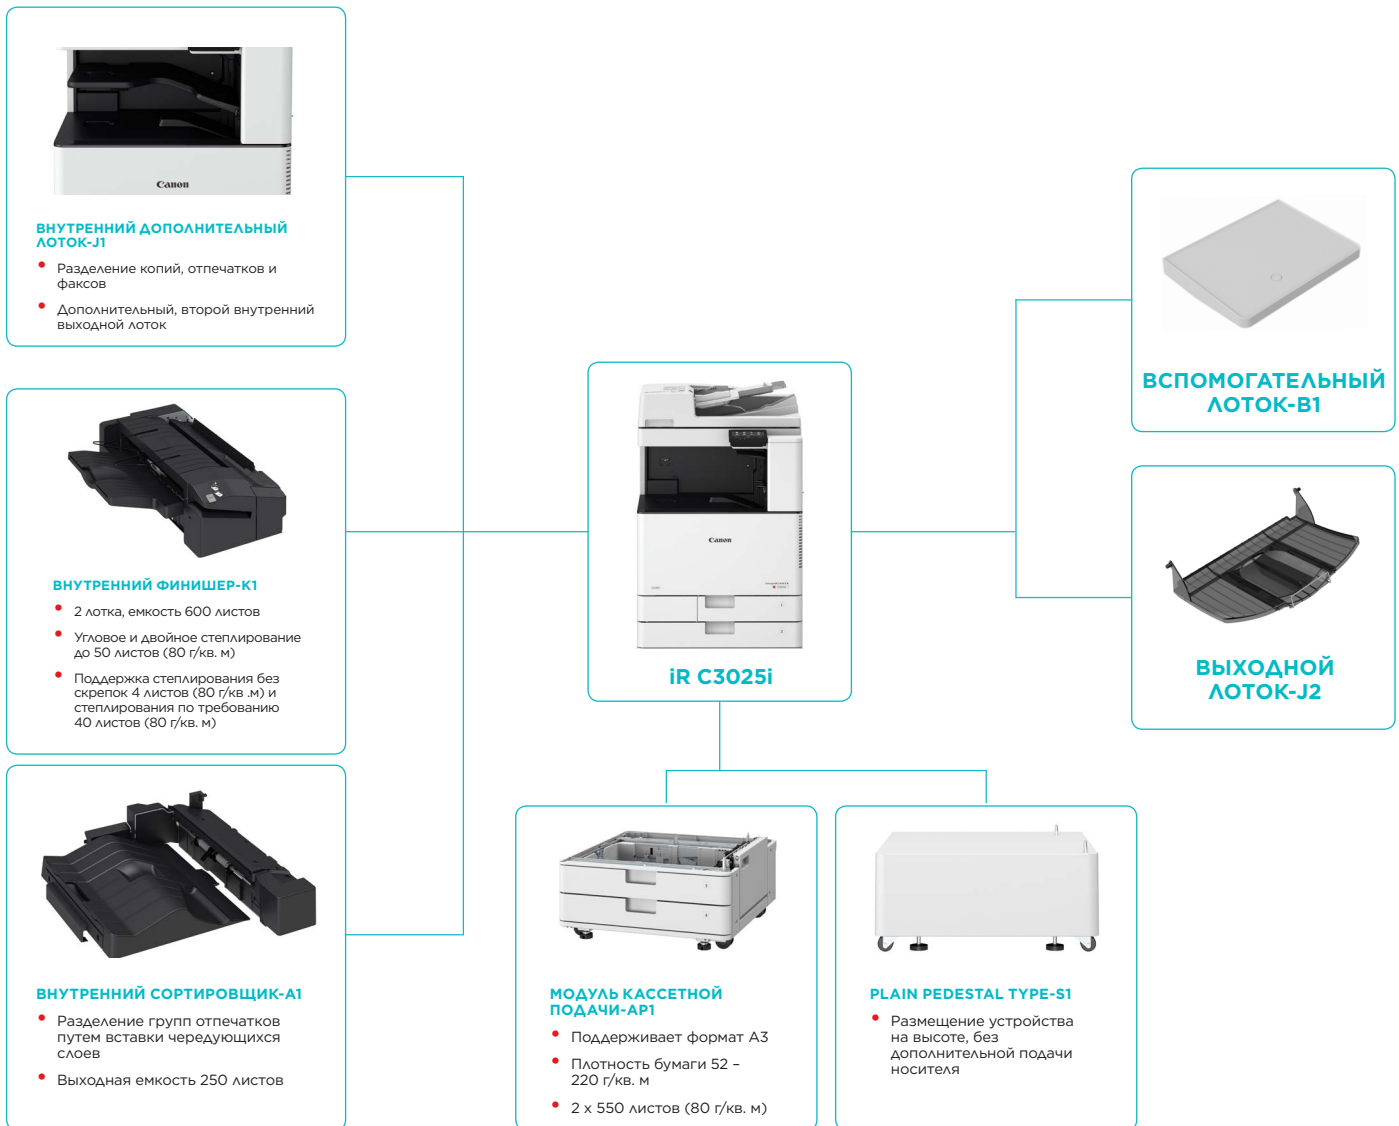 Canon
ВНУТРЕННИЙ ДОПОЛНИТЕЛЬНЫЙ
ЛОТОК-J1
• Разделение копий, отпечатков и
факсов
• Дополнительный, второй внутренний
выходной лоток
ВНУТРЕННИЙ ФИНИШЕР-K1
• 2 лотка, емкость 600 листов
• Угловое и двойное степлирование
до 50 листов (80 г/кв. м)
• Поддержка степлирования без
скрепок 4 листов (80 г/кв .м) и
степлирования по требованию
40 листов (80 г/кв. м)
ВНУТРЕННИЙ СОРТИРОВЩИК-A1
• Разделение групп отпечатков
путем вставки чередующихся
слоев
• Выходная емкость 250 листов
Canon
iR C3025i
МОДУЛЬ КАССЕТНОЙ
ПОДАЧИ-AP1
• Поддерживает формат А3
• Плотность бумаги 52 –
220 г/кв. м
• 2 x 550 листов (80 г/кв. м)
PLAIN PEDESTAL TYPE-S1
• Размещение устройства
на высоте, без
дополнительной подачи
носителя
ВСПОМОГАТЕЛЬНЫЙ
ЛОТОК-B1
ВЫХОДНОЙ
ЛОТОК-J2